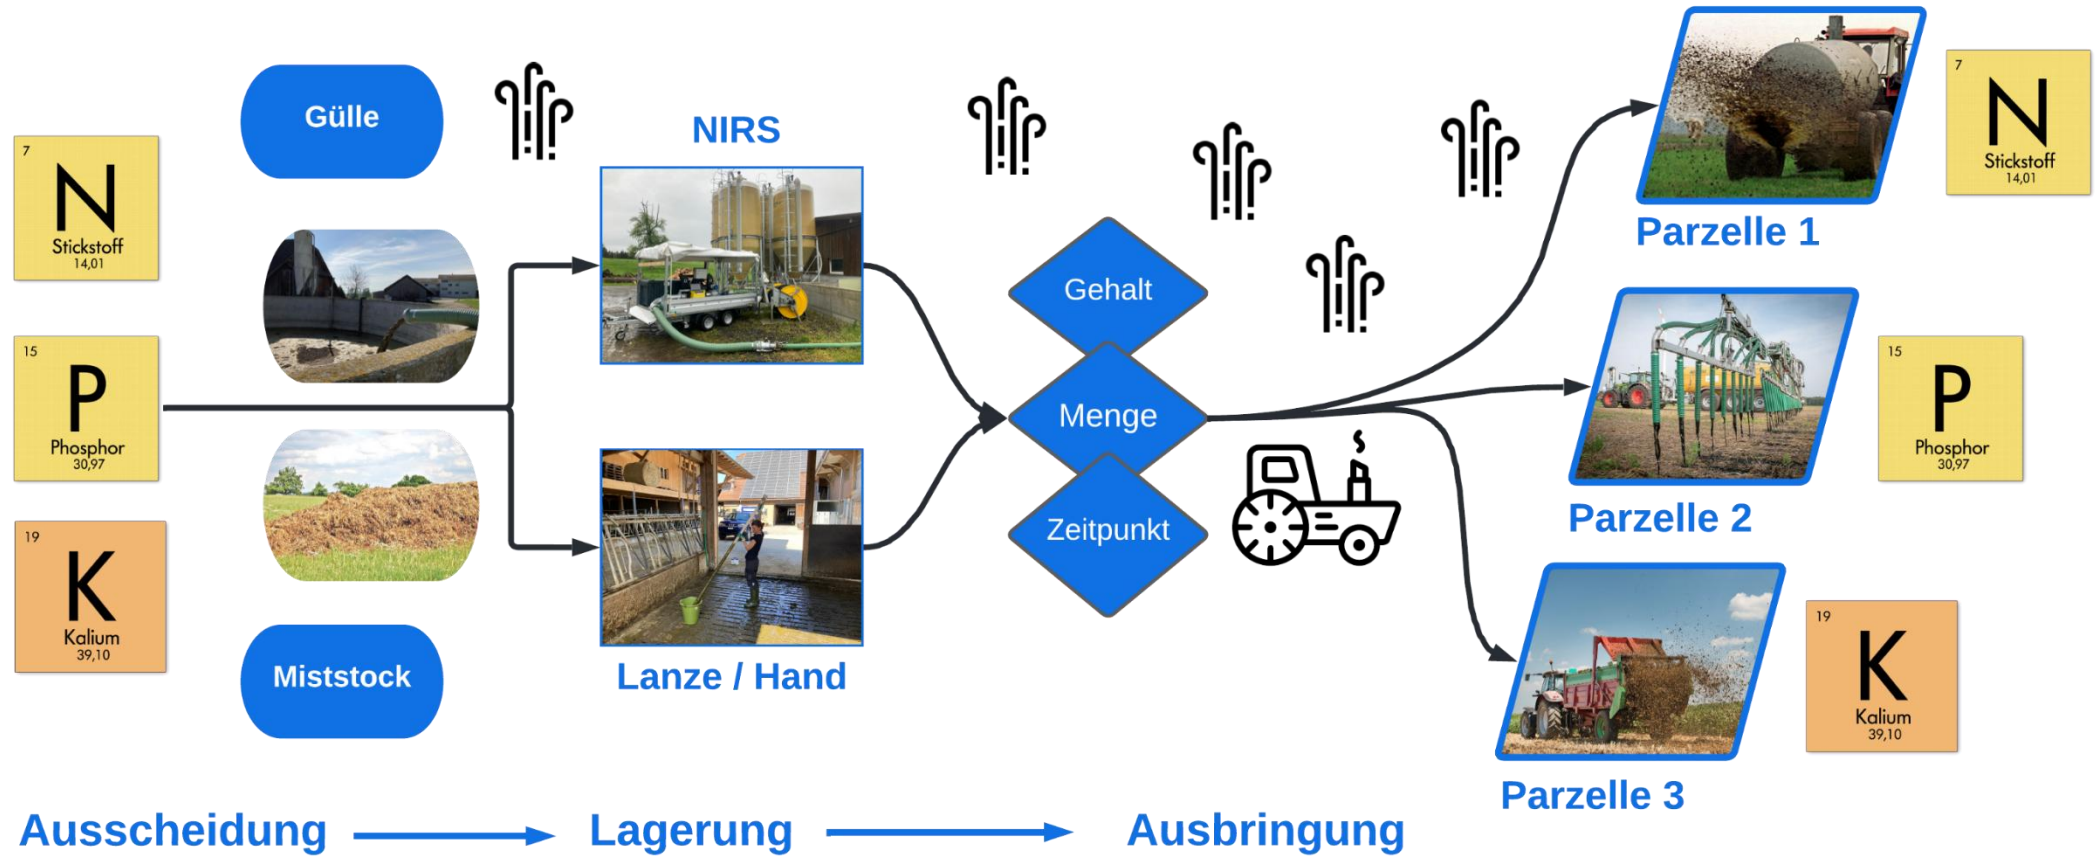 7
N
Stickstoff
14,01
15
P
Phosphor
30,97
19
K
Kalium
39,10
Gülle
Miststock
NIRS
Lanze / Hand
Gehalt
Menge
Zeitpunkt
Parzelle 1
Parzelle 2
Parzelle 3
7
N
Stickstoff
14,01
15
P
Phosphor
30,97
19
K
Kalium
39,10
Ausscheidung
Lagerung
Ausbringung